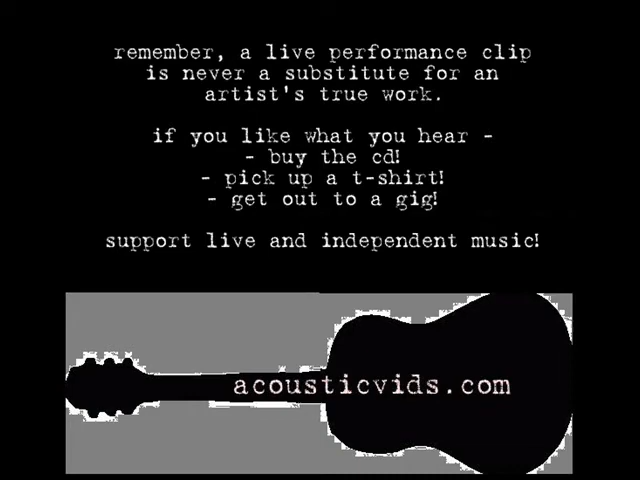 remember, a live performance clip
is never a substitute for an
artist's true work.
if you like what you hear -
- buy the cd!
- pick up a t-shirt!
- get out to a gig!
support live and independent music!
acousticvids.com